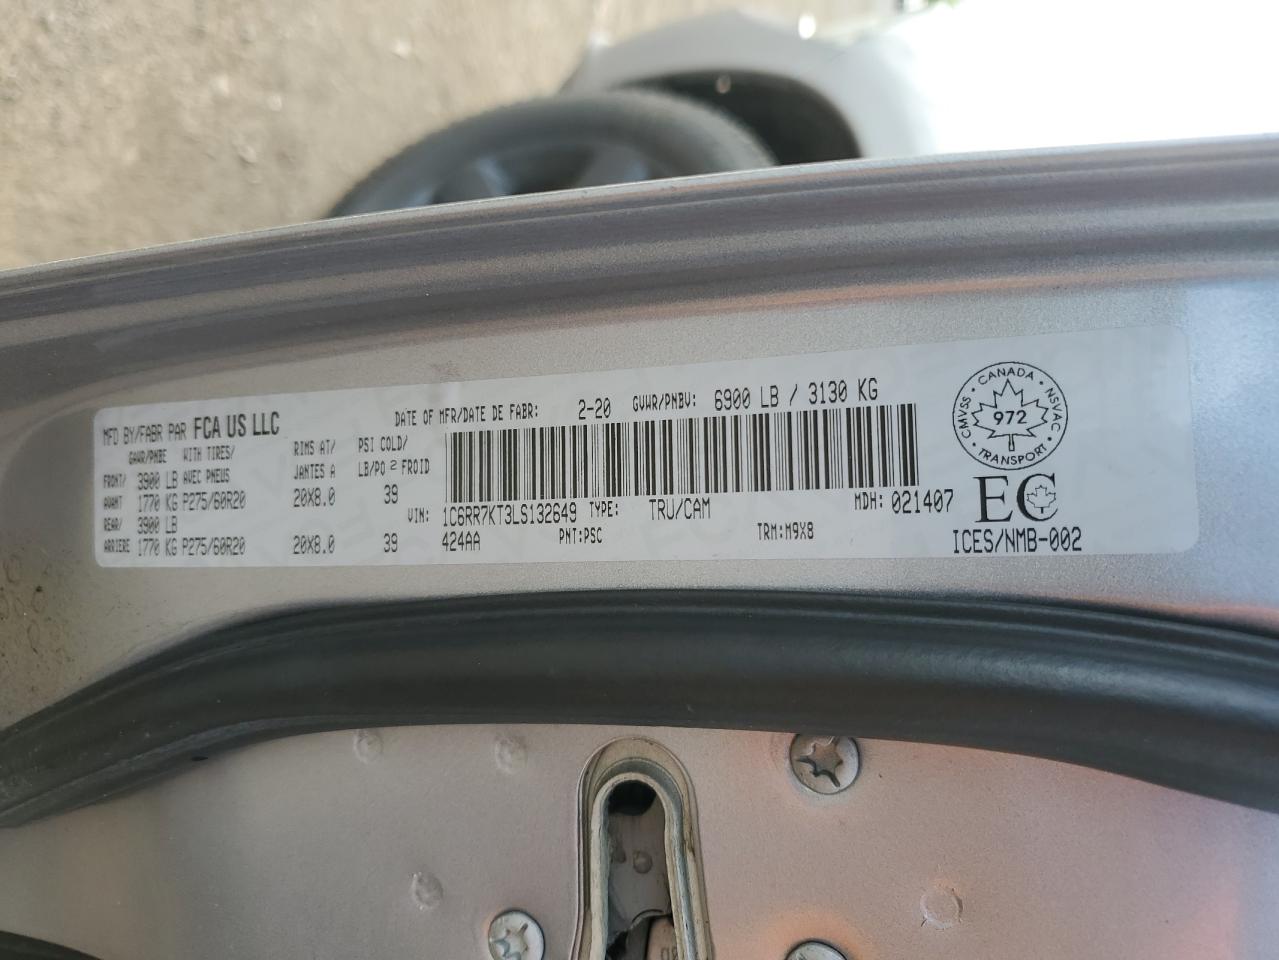 MFD BY/FABR PAR FCA US LLC
DATE OF MFR/DATE DE FABR: 2-20 GVWR/PNBV: 6900 LB / 3130 KG
GAWR/PNBE WITH TIRES/ RIMS AT/ PSI COLD/
AVEC PNEUS JANTES A LB/PO 2 FROID
FRONT/ 3900 LB
AVANT 1770 KG P275/60R20 20X8.0 39
REAR/ 3900 LB
ARRIERE 1770 KG P275/60R20 20X8.0 39
VIN: 1C6RR7KT3LS132649 TYPE: TRU/CAM MDH: 021407
424AA PNT:PSC TRM:M9X8
CANADA
CMVSS 972 NSVAC
TRANSPORT
EC
ICES/NMB-002